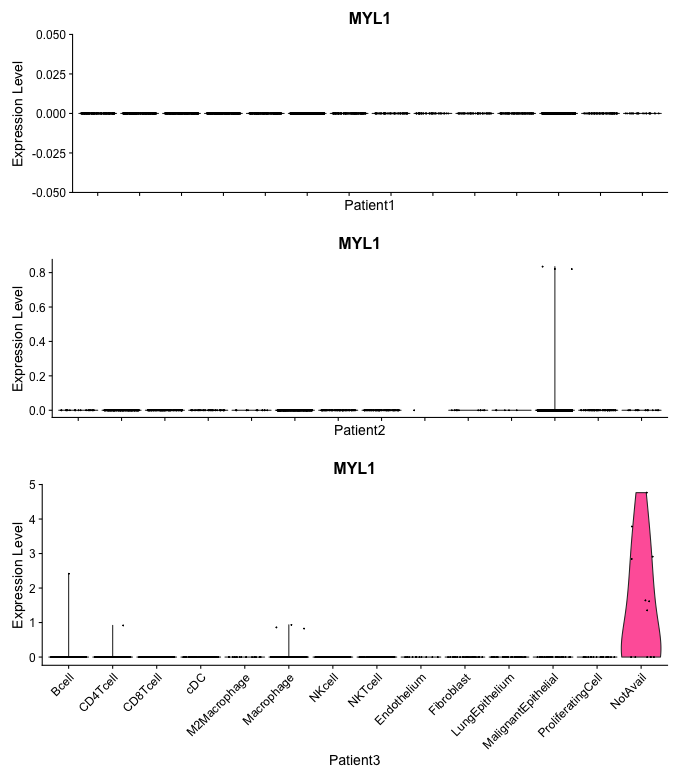 MYL1
Expression Level
0.050
0.025
0.000
-0.025
-0.050
Patient1
MYL1
Expression Level
0.8
0.6
0.4
0.2
0.0
Patient2
MYL1
Expression Level
5
4
3
2
1
0
Bcell
CD4Tcell
CD8Tcell
cDC
M2Macrophage
Macrophage
NKcell
NKTcell
Endothelium
Fibroblast
LungEpithelium
MalignantEpithelial
ProliferatingCell
NotAvail
Patient3